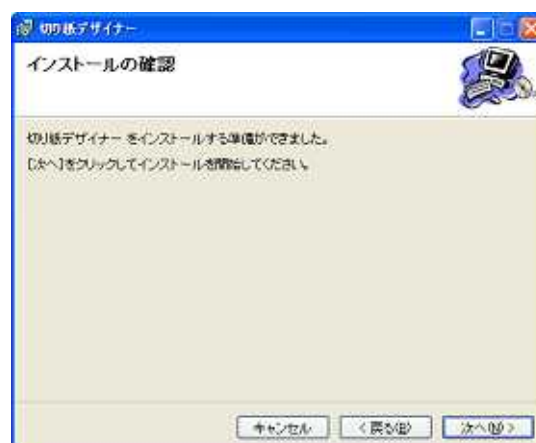 切り紙デザイナー
インストールの確認
切り紙デザイナー をインストールする準備ができました。
[次へ]をクリックしてインストールを開始してください。
キャンセル
< 戻る(B)
次へ(N) >